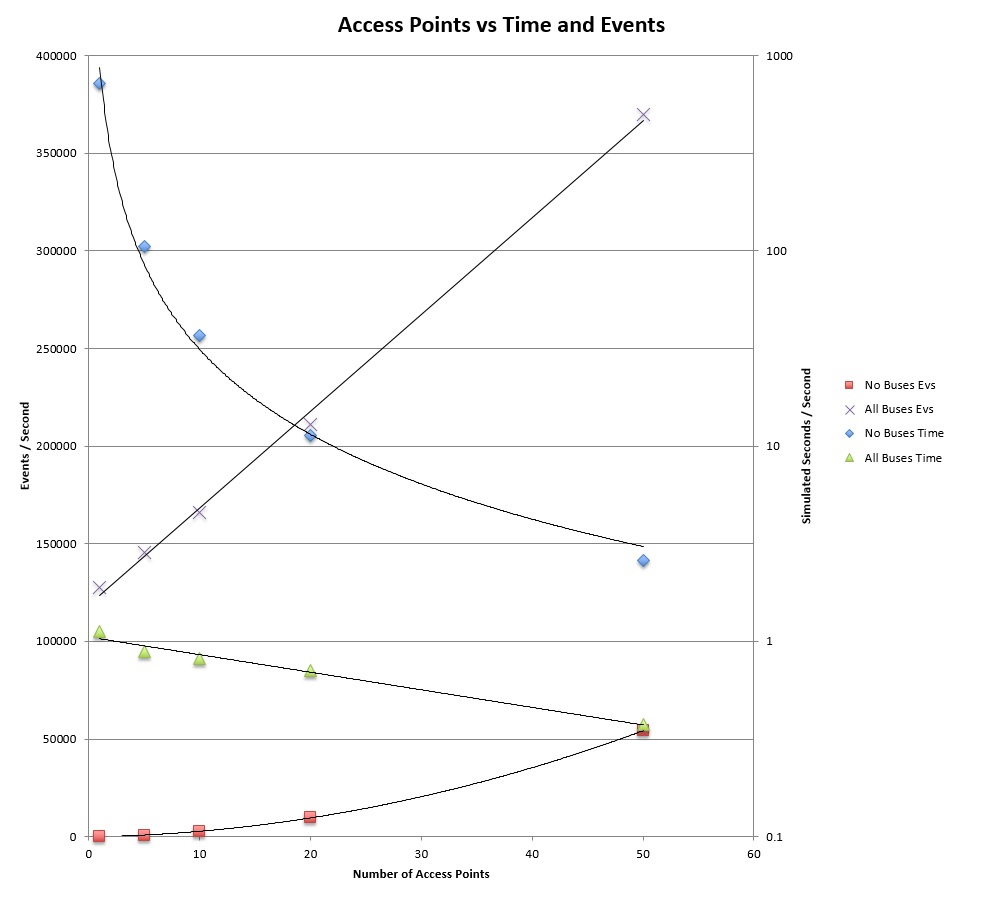 Access Points vs Time and Events
400000
350000
300000
250000
200000
150000
100000
50000
0
Events / Second
1000
100
10
1
0.1
Simulated Seconds / Second
0 10 20 30 40 50 60
Number of Access Points
No Buses Evs
All Buses Evs
No Buses Time
All Buses Time